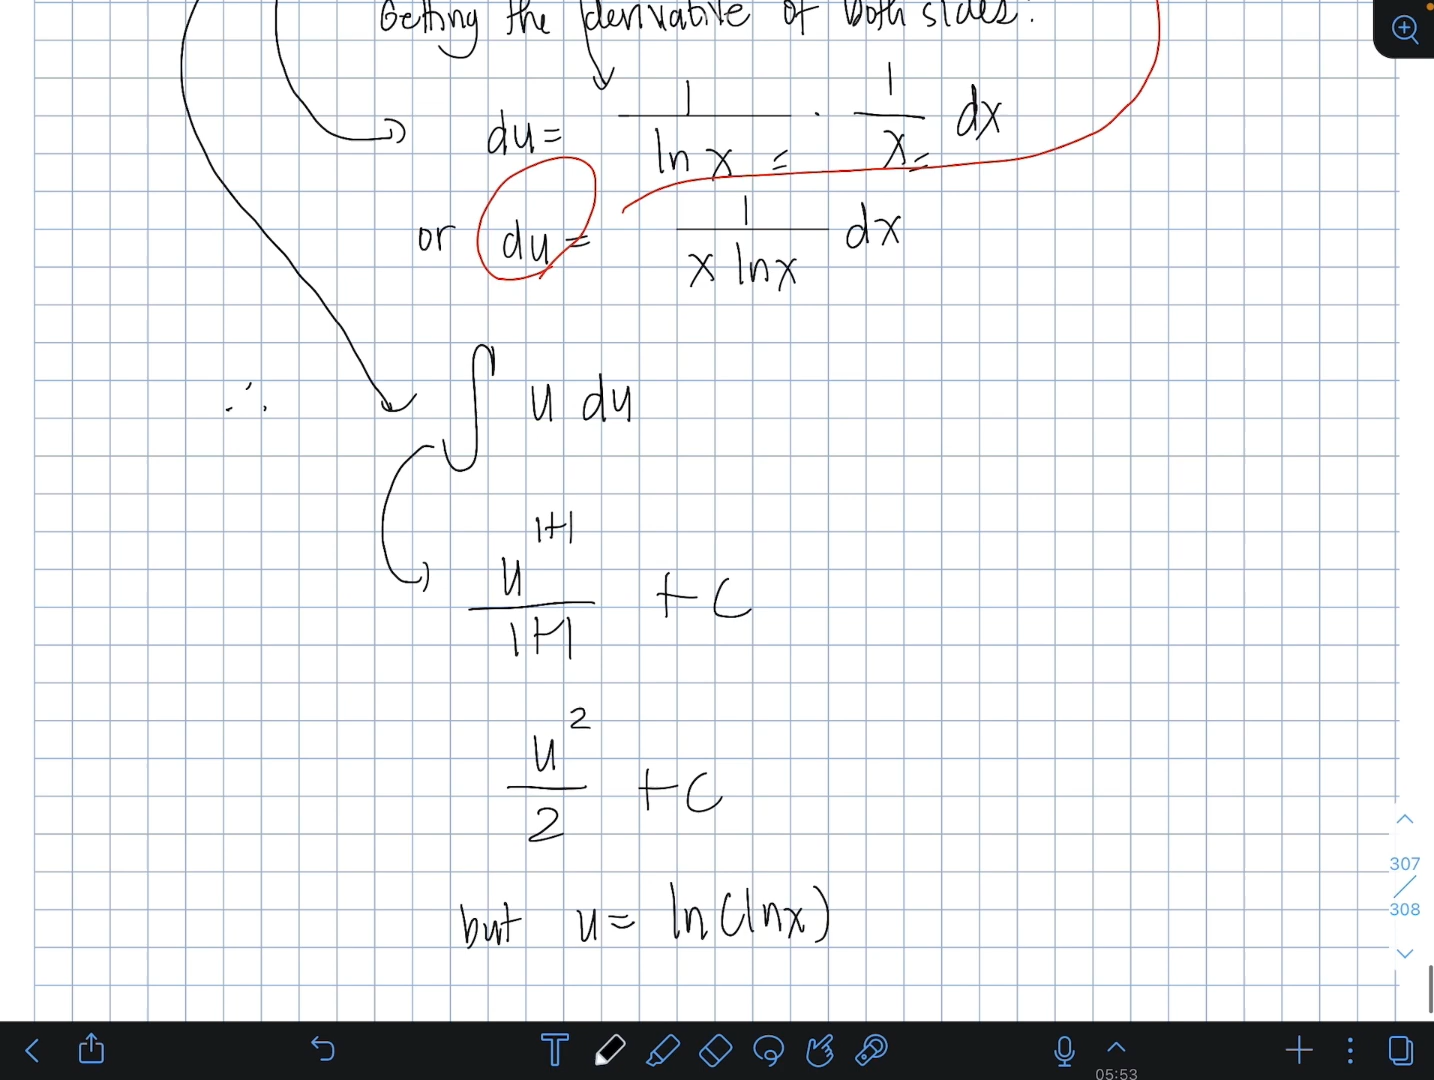 Getting the derivative of both sides:
du = 1/ln x · 1/x dx
or du = 1/(x ln x) dx
∴ ∫ u du
u^(1+1)/(1+1) + C
u^2/2 + C
but u = ln(lnx)
307/308
05:53